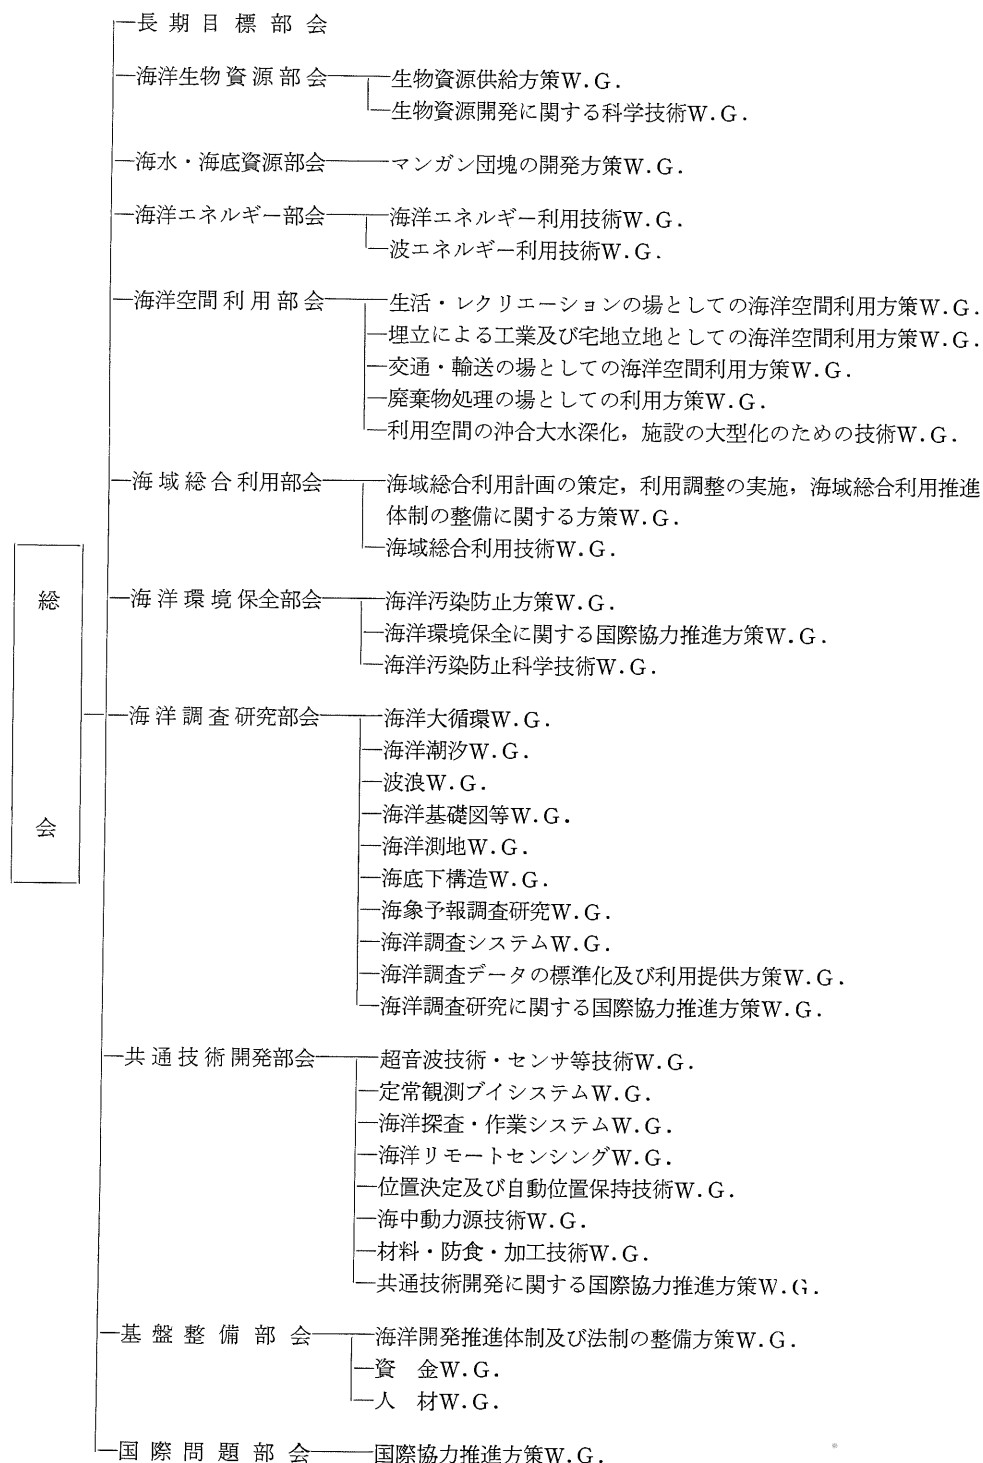 長期目標部会
海洋生物資源部会 生物資源供給方策W.G.
生物資源開発に関する科学技術W.G.
海水・海底資源部会 マンガン団塊の開発方策W.G.
海洋エネルギー部会 海洋エネルギー利用技術W.G.
波エネルギー利用技術W.G.
海洋空間利用部会 生活・レクリエーションの場としての海洋空間利用方策W.G.
埋立による工業及び宅地立地としての海洋空間利用方策W.G.
交通・輸送の場としての海洋空間利用方策W.G.
廃棄物処理の場としての利用方策W.G.
利用空間の沖合大水深化，施設の大型化のための技術W.G.
海域総合利用部会 海域総合利用計画の策定，利用調整の実施，海域総合利用推進
体制の整備に関する方策W.G.
海域総合利用技術W.G.
総会
海洋環境保全部会 海洋汚染防止方策W.G.
海洋環境保全に関する国際協力推進方策W.G.
海洋汚染防止科学技術W.G.
海洋調査研究部会 海洋大循環W.G.
海洋潮汐W.G.
波浪W.G.
海洋基礎図等W.G.
海洋測地W.G.
海底下構造W.G.
海象予報調査研究W.G.
海洋調査システムW.G.
海洋調査データの標準化及び利用提供方策W.G.
海洋調査研究に関する国際協力推進方策W.G.
共通技術開発部会 超音波技術・センサ等技術W.G.
定常観測ブイシステムW.G.
海洋探査・作業システムW.G.
海洋リモートセンシングW.G.
位置決定及び自動位置保持技術W.G.
海中動力源技術W.G.
材料・防食・加工技術W.G.
共通技術開発に関する国際協力推進方策W.G.
基盤整備部会 海洋開発推進体制及び法制の整備方策W.G.
資　金W.G.
人　材W.G.
国際問題部会 国際協力推進方策W.G.